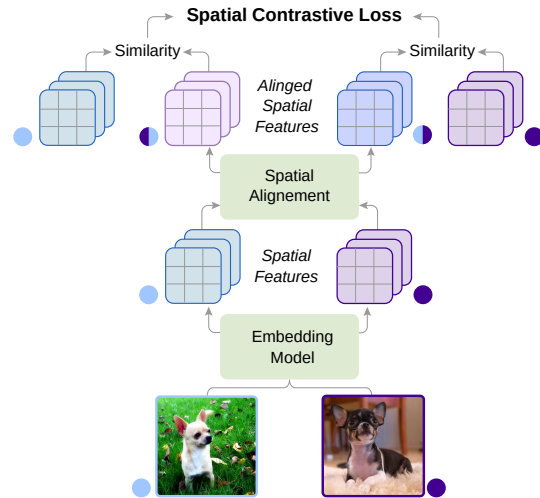 Spatial Contrastive Loss
Similarity
Similarity
Alinged
Spatial
Features
Spatial
Alignement
Spatial
Features
Embedding
Model